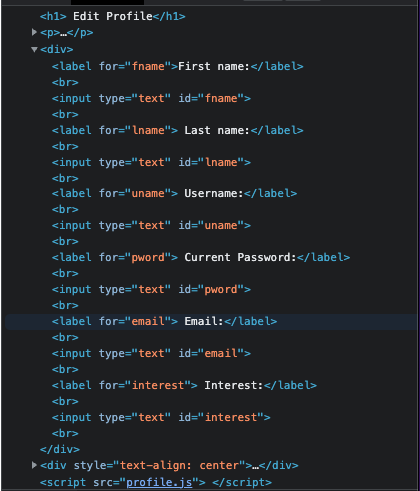 <h1> Edit Profile</h1>
<p>…</p>
<div>
<label for="fname">First name:</label>
<br>
<input type="text" id="fname">
<br>
<label for="lname"> Last name:</label>
<br>
<input type="text" id="lname">
<br>
<label for="uname"> Username:</label>
<br>
<input type="text" id="uname">
<br>
<label for="pword"> Current Password:</label>
<br>
<input type="text" id="pword">
<br>
<label for="email"> Email:</label>
<br>
<input type="text" id="email">
<br>
<label for="interest"> Interest:</label>
<br>
<input type="text" id="interest">
<br>
</div>
<div style="text-align: center">…</div>
<script src="profile.js"> </script>